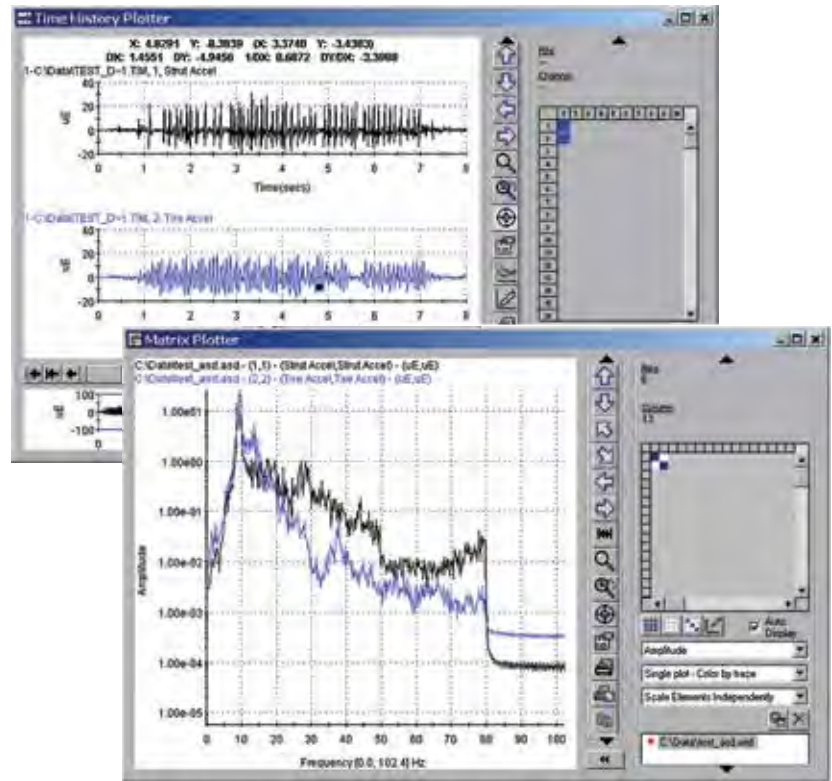 Time History Plotter
X: 4.8291 Y: -8.3839 (X: 3.3740 Y: -3.4383)
DX: 1.4551 DY: -4.9456 1/DX: 0.6872 DY/DX: -3.3988
1-C:\Data\TEST_D~1.TIM, 1, Strut Accel
40
20
0
-20
uE
0 1 2 3 4 5 6 7 8
Time(secs)
1-C:\Data\TEST_D~1.TIM, 2, Tire Accel
40
20
0
-20
uE
0 1 2 3 4 5 6 7 8
100
0
-100
uE
0
Matrix Plotter
C:\Data\test_asd.asd - (1,1) - (Strut Accel,Strut Accel) - (uE,uE)
C:\Data\test_asd.asd - (2,2) - (Tire Accel,Tire Accel) - (uE,uE)
1.00e01
1.00e00
1.00e-01
1.00e-02
1.00e-03
1.00e-04
1.00e-05
Amplitude
0 10 20 30 40 50 60 70 80 90 100
Frequency [0.0, 102.4] Hz
Auto
Display
Amplitude
Single plot - Color by trace
Scale Elements Independently
C:\Data\test_asd.asd